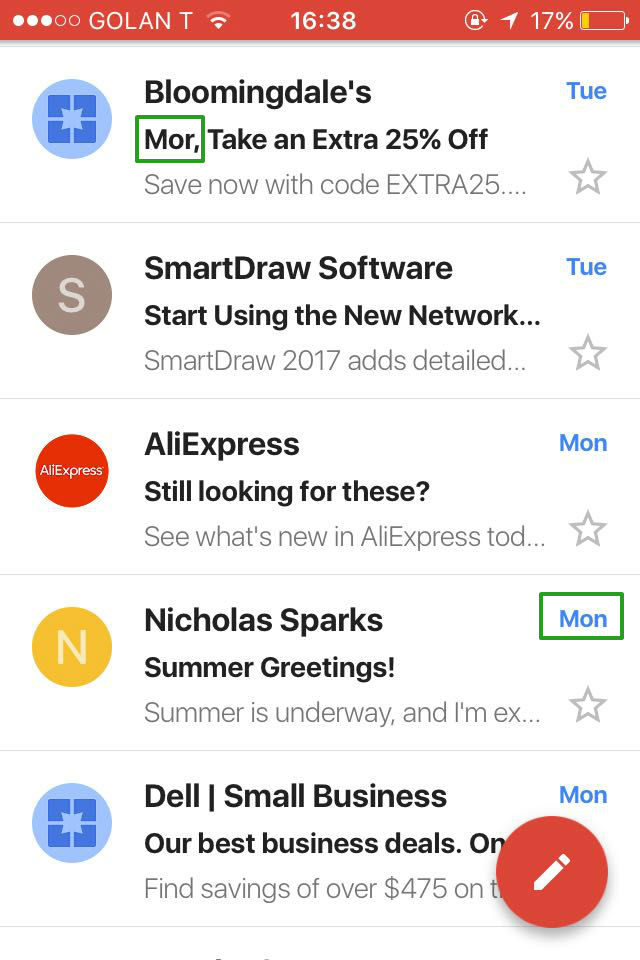 GOLAN T 16:38 17%
Bloomingdale's Tue
Mor, Take an Extra 25% Off
Save now with code EXTRA25....
S SmartDraw Software Tue
Start Using the New Network...
SmartDraw 2017 adds detailed...
AliExpress Mon
AliExpress
Still looking for these?
See what's new in AliExpress tod...
Nicholas Sparks Mon
N
Summer Greetings!
Summer is underway, and I'm ex...
Dell | Small Business Mon
Our best business deals. On
Find savings of over $475 on